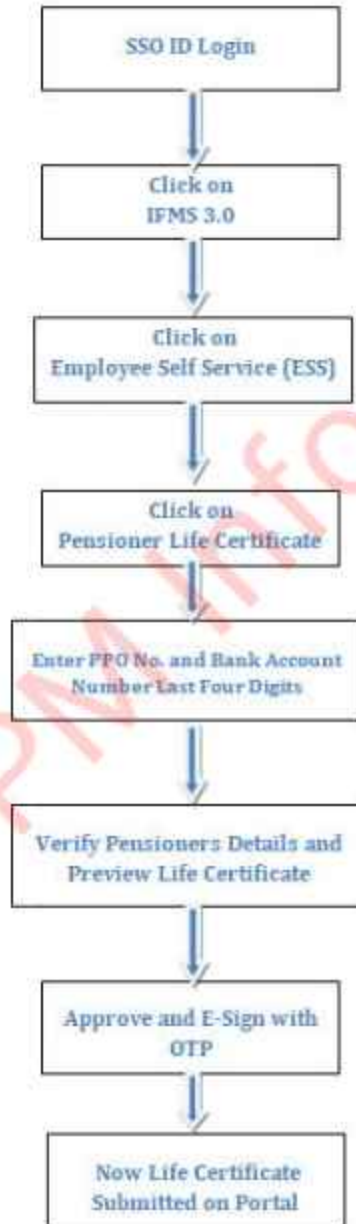 SSO ID Login
Click on
IFMS 3.0
Click on
Employee Self Service (ESS)
Click on
Pensioner Life Certificate
Enter PPO No. and Bank Account
Number Last Four Digits
Verify Pensioners Details and
Preview Life Certificate
Approve and E-Sign with
OTP
Now Life Certificate
Submitted on Portal
PM Info